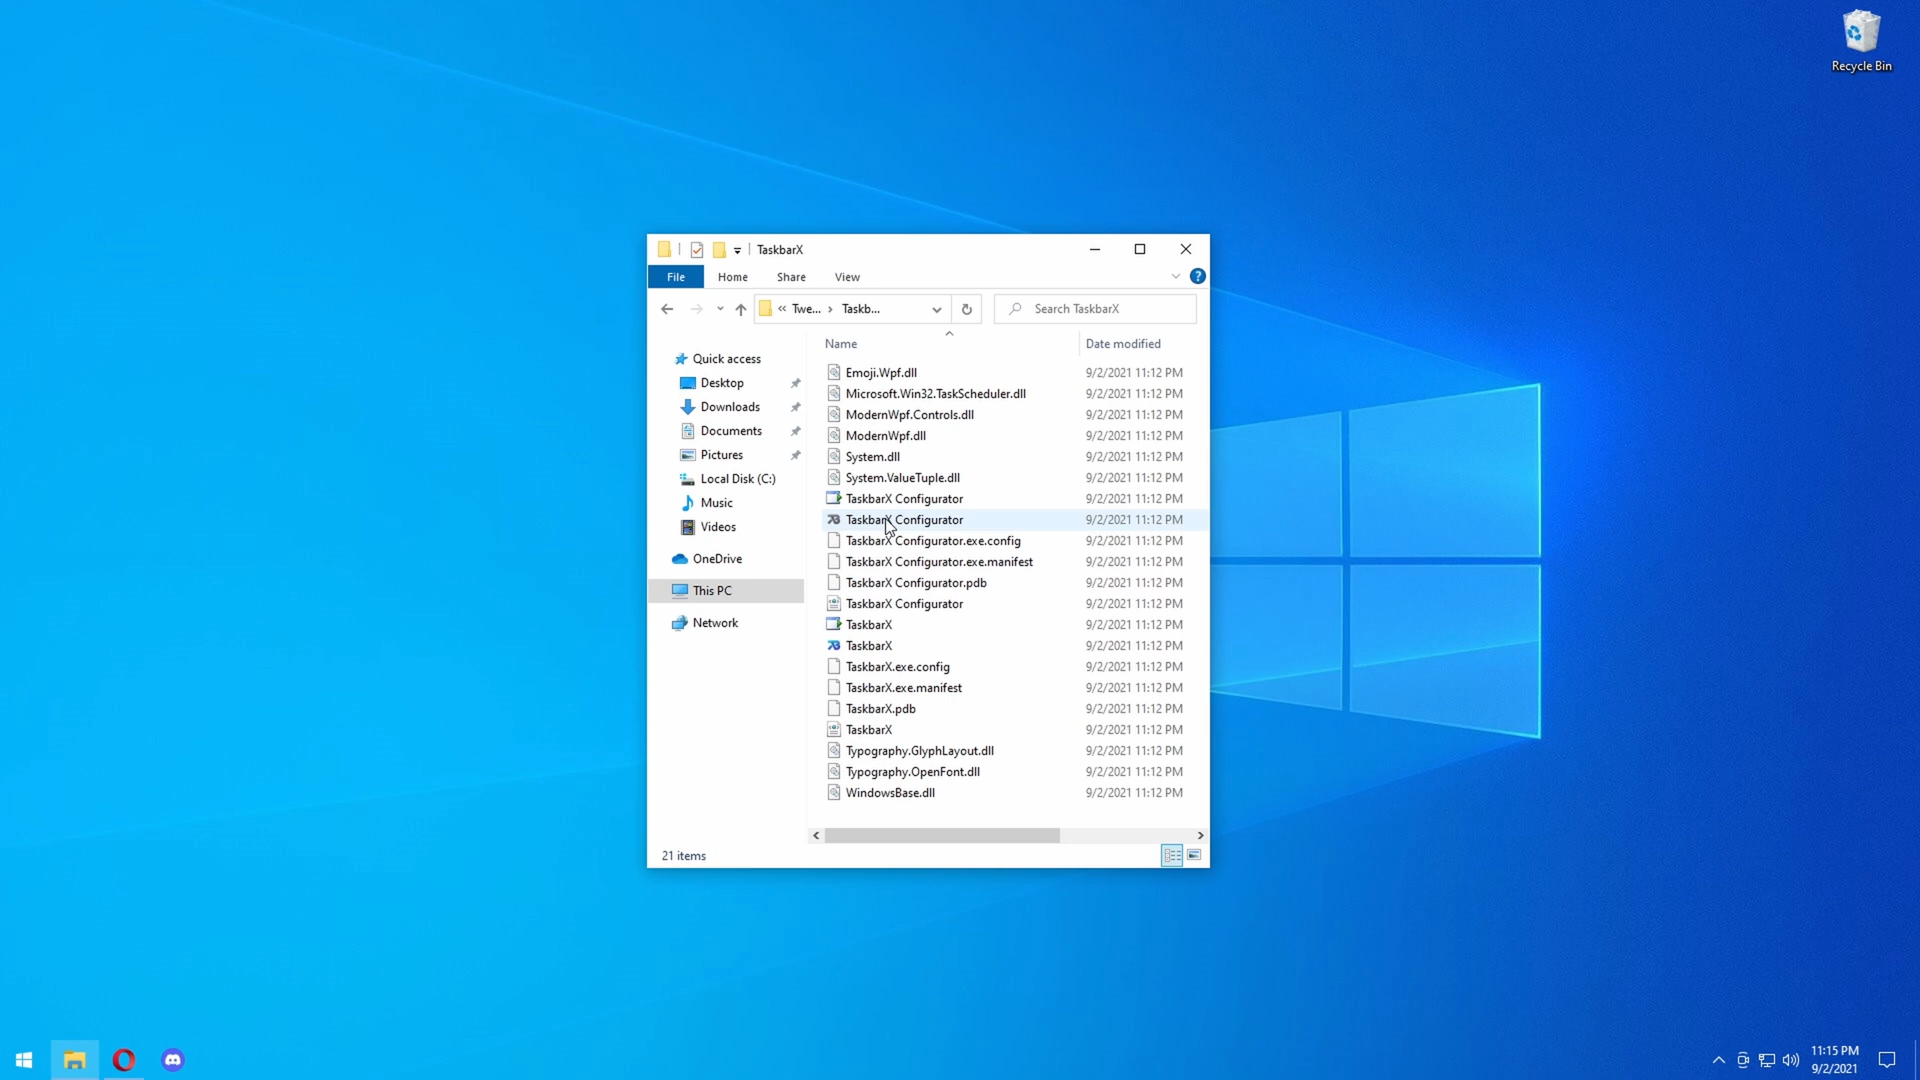 Recycle Bin
TaskbarX
File Home Share View
« Twe... › Taskb... Search TaskbarX
Name Date modified
Quick access
Desktop
Downloads
Documents
Pictures
Local Disk (C:)
Music
Videos
OneDrive
This PC
Network
Emoji.Wpf.dll 9/2/2021 11:12 PM
Microsoft.Win32.TaskScheduler.dll 9/2/2021 11:12 PM
ModernWpf.Controls.dll 9/2/2021 11:12 PM
ModernWpf.dll 9/2/2021 11:12 PM
System.dll 9/2/2021 11:12 PM
System.ValueTuple.dll 9/2/2021 11:12 PM
TaskbarX Configurator 9/2/2021 11:12 PM
TaskbarX Configurator 9/2/2021 11:12 PM
TaskbarX Configurator.exe.config 9/2/2021 11:12 PM
TaskbarX Configurator.exe.manifest 9/2/2021 11:12 PM
TaskbarX Configurator.pdb 9/2/2021 11:12 PM
TaskbarX Configurator 9/2/2021 11:12 PM
TaskbarX 9/2/2021 11:12 PM
TaskbarX 9/2/2021 11:12 PM
TaskbarX.exe.config 9/2/2021 11:12 PM
TaskbarX.exe.manifest 9/2/2021 11:12 PM
TaskbarX.pdb 9/2/2021 11:12 PM
TaskbarX 9/2/2021 11:12 PM
Typography.GlyphLayout.dll 9/2/2021 11:12 PM
Typography.OpenFont.dll 9/2/2021 11:12 PM
WindowsBase.dll 9/2/2021 11:12 PM
21 items
11:15 PM
9/2/2021